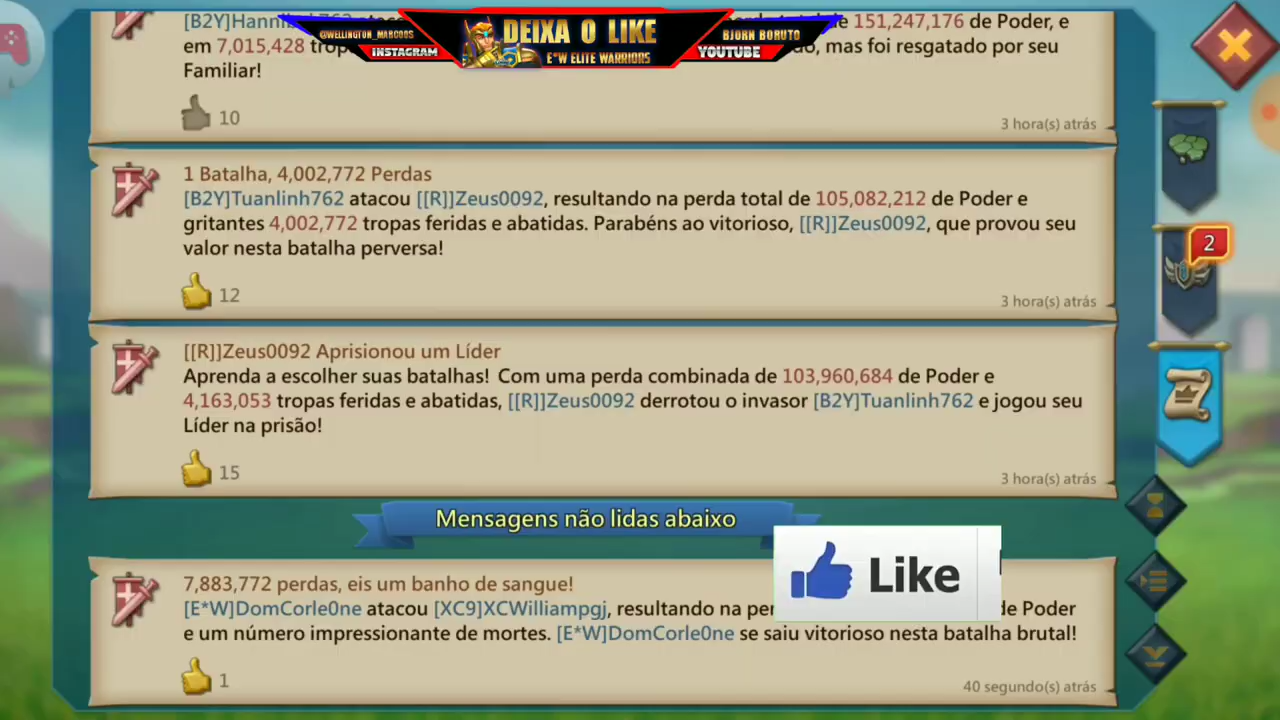 [B2Y]
de 151,247,176 de Poder, e
em 7,015,428
mas foi resgatado por seu
Familiar!
@WELLINGTON_MARCOOS
INSTAGRAM
DEIXA O LIKE
E*W ELITE WARRIORS
BJORN BORUTO
YOUTUBE
10
3 hora(s) atrás
1 Batalha, 4,002,772 Perdas
[B2Y]Tuanlinh762 atacou [[R]]Zeus0092, resultando na perda total de 105,082,212 de Poder e
gritantes 4,002,772 tropas feridas e abatidas. Parabéns ao vitorioso, [[R]]Zeus0092, que provou seu
valor nesta batalha perversa!
12
3 hora(s) atrás
2
[[R]]Zeus0092 Aprisionou um Líder
Aprenda a escolher suas batalhas! Com uma perda combinada de 103,960,684 de Poder e
4,163,053 tropas feridas e abatidas, [[R]]Zeus0092 derrotou o invasor [B2Y]Tuanlinh762 e jogou seu
Líder na prisão!
15
3 hora(s) atrás
Mensagens não lidas abaixo
Like
7,883,772 perdas, eis um banho de sangue!
[E*W]DomCorle0ne atacou [XC9]XCWilliampgj, resultando na de Poder
e um número impressionante de mortes. [E*W]DomCorle0ne se saiu vitorioso nesta batalha brutal!
1
40 segundo(s) atrás